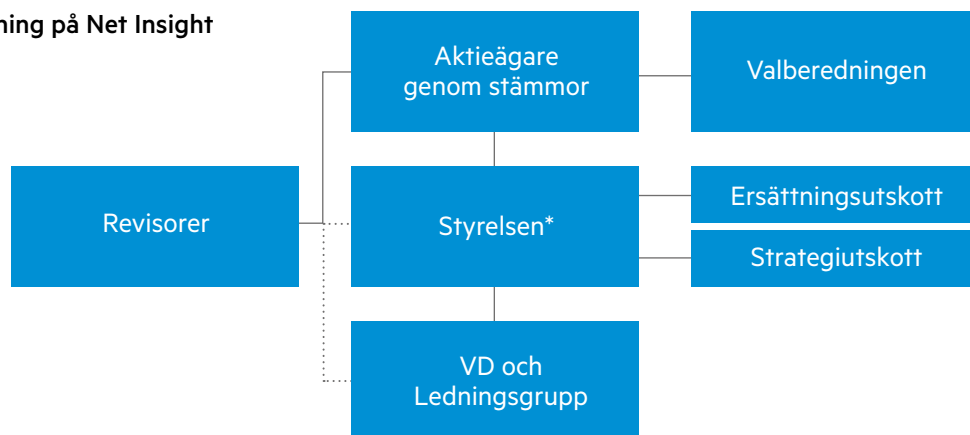 ning på Net Insight
Aktieägare
genom stämmor
Valberedningen
Revisorer
Styrelsen*
Ersättningsutskott
Strategiutskott
VD och
Ledningsgrupp